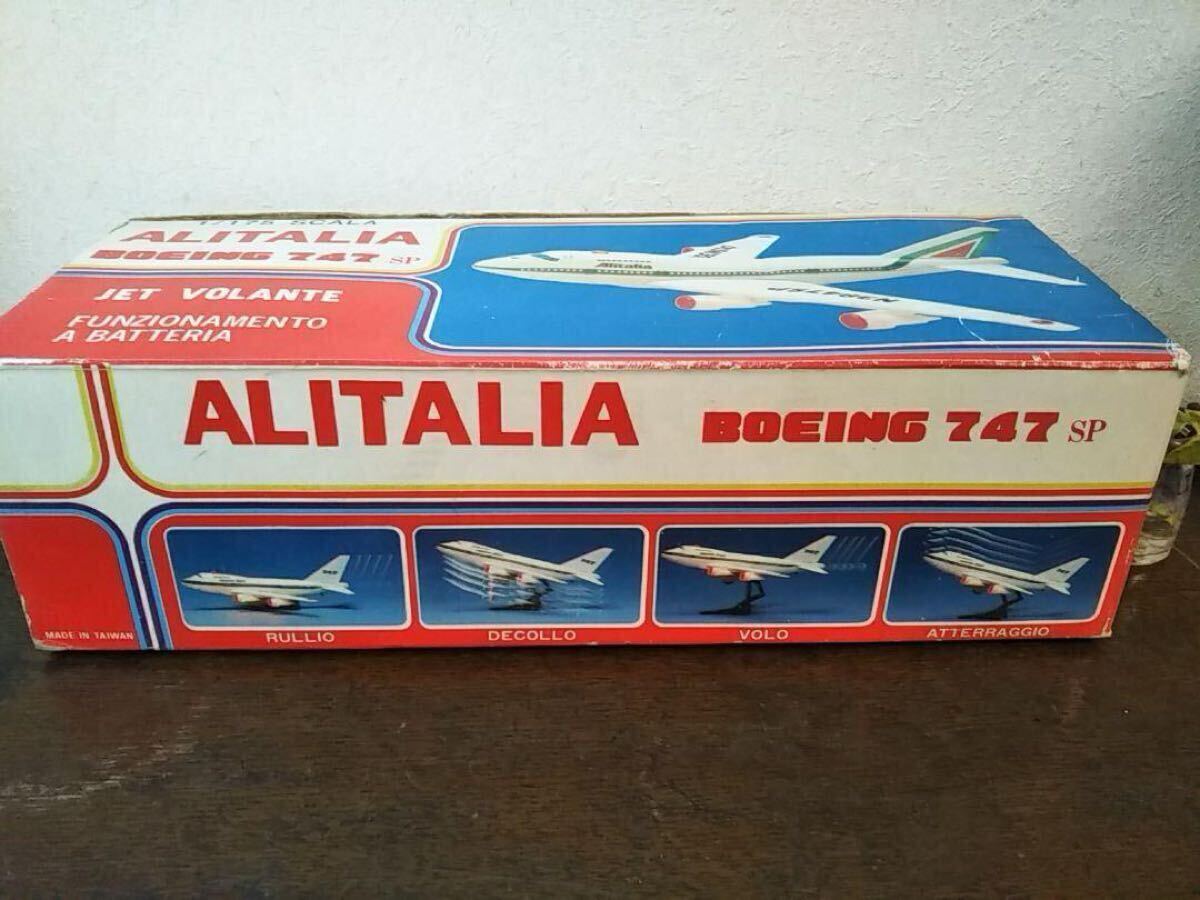 1/175 SCALA
ALITALIA
BOEING 747 SP
JET VOLANTE
FUNZIONAMENTO
A BATTERIA
Alitalia
BOEING
ALITALIA
BOEING 747 SP
MADE IN TAIWAN
RULLIO
DECOLLO
VOLO
ATTERRAGGIO